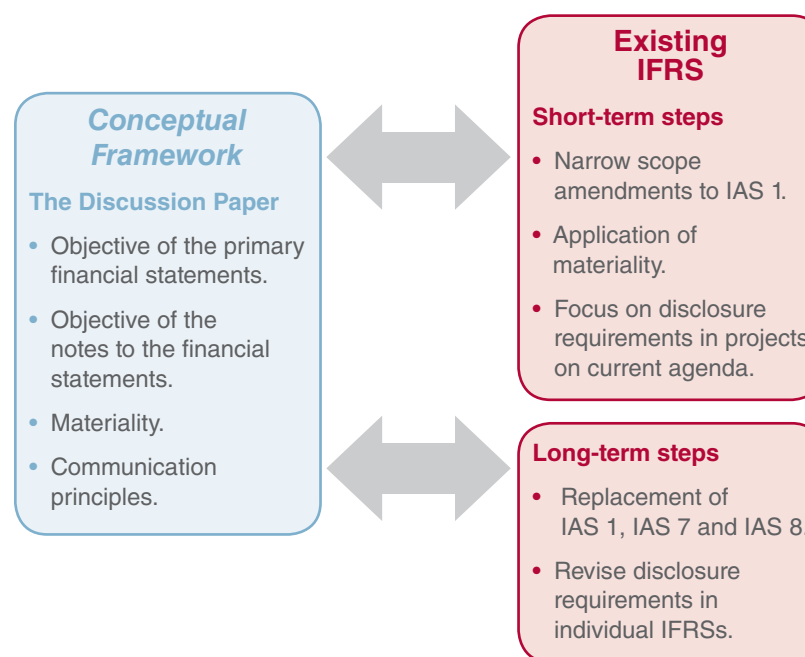 Conceptual
Framework
The Discussion Paper
• Objective of the primary
financial statements.
• Objective of the
notes to the financial
statements.
• Materiality.
• Communication
principles.
Existing
IFRS
Short-term steps
• Narrow scope
amendments to IAS 1.
• Application of
materiality.
• Focus on disclosure
requirements in projects
on current agenda.
Long-term steps
• Replacement of
IAS 1, IAS 7 and IAS 8.
• Revise disclosure
requirements in
individual IFRSs.